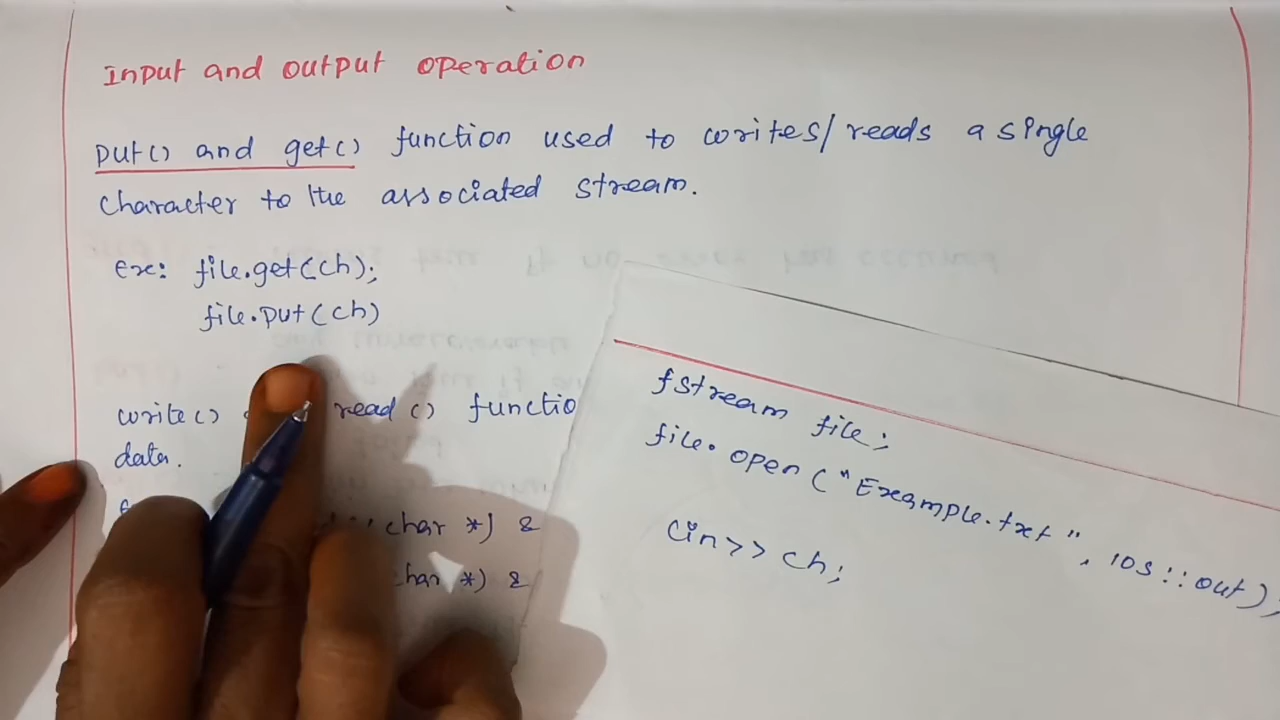 Input and output operation
put() and get() function used to writes/reads a single
character to the associated stream.
ex: file.get(ch);
file.put(ch)
write() read () functio
data.
char *) &
char *) &
fstream file;
file.open("Example.txt", ios::out);
cin>> ch;